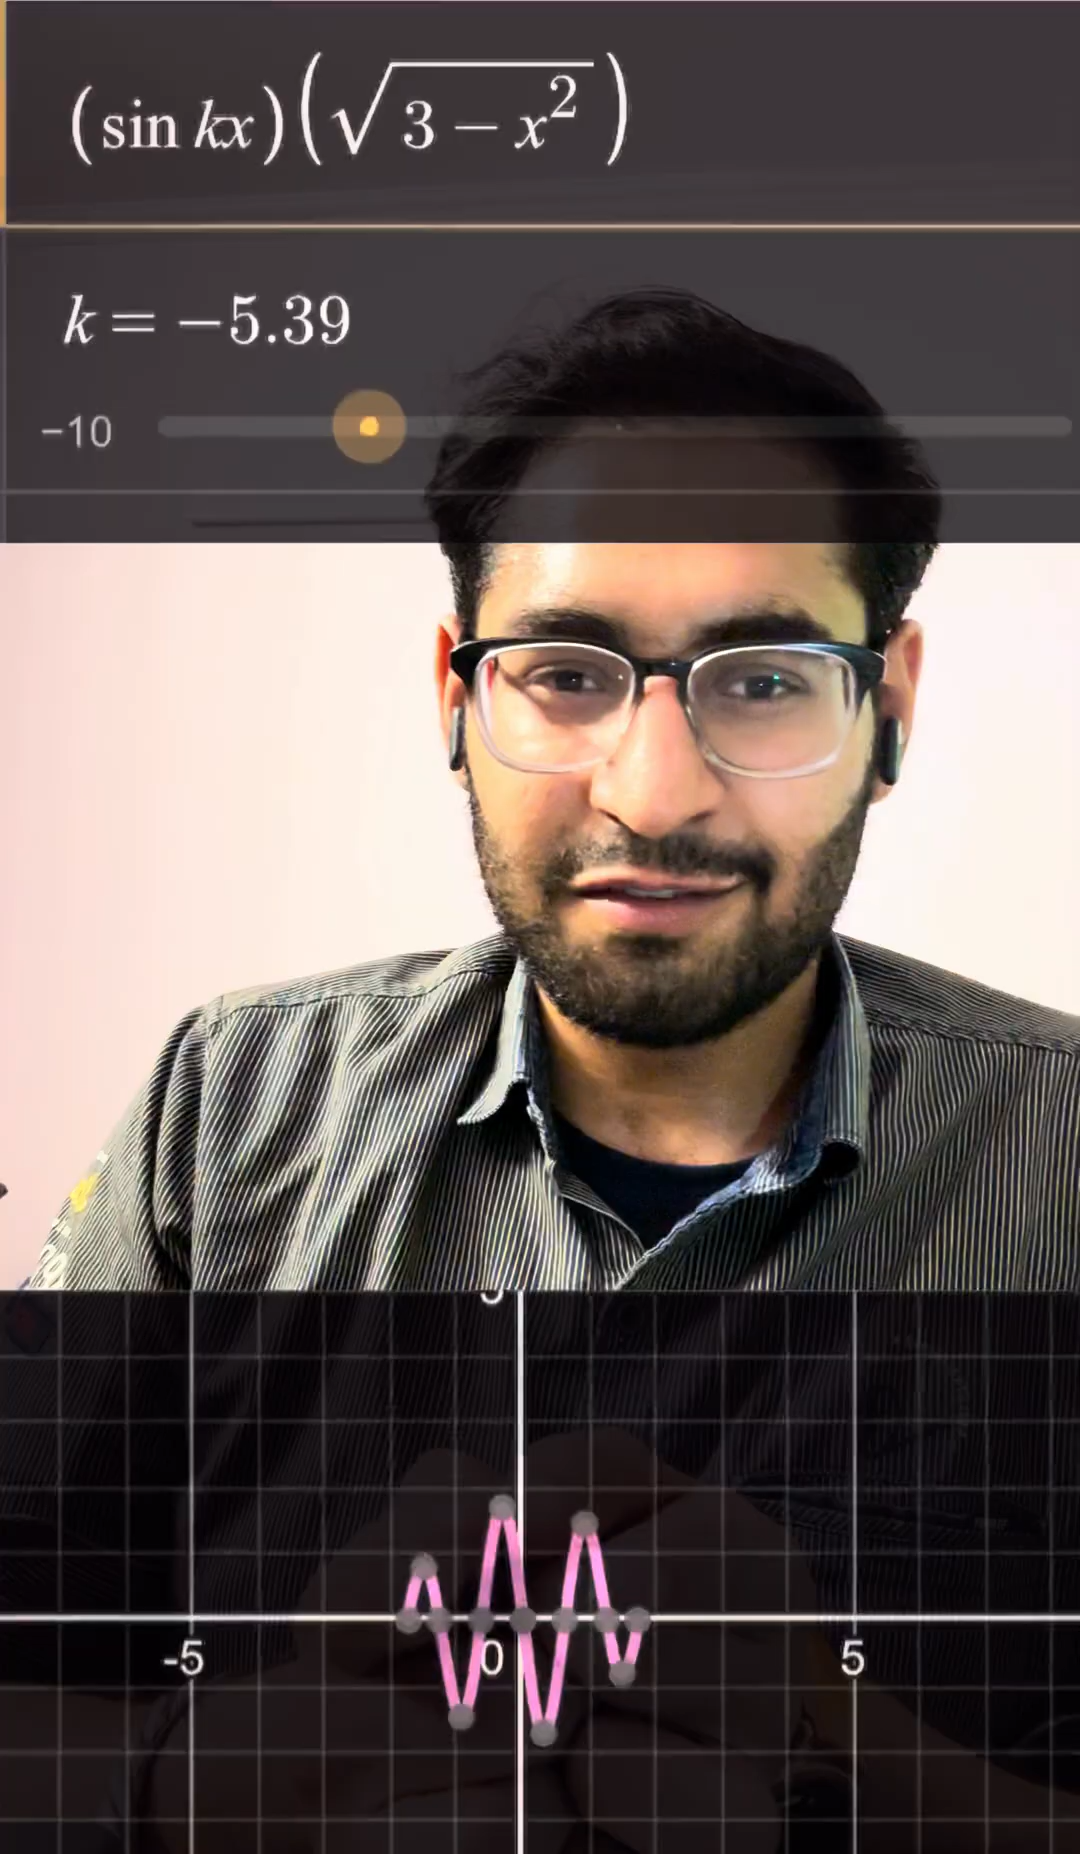 (sin kx)(√3 − x²)
k = −5.39
−10
-5 0 5